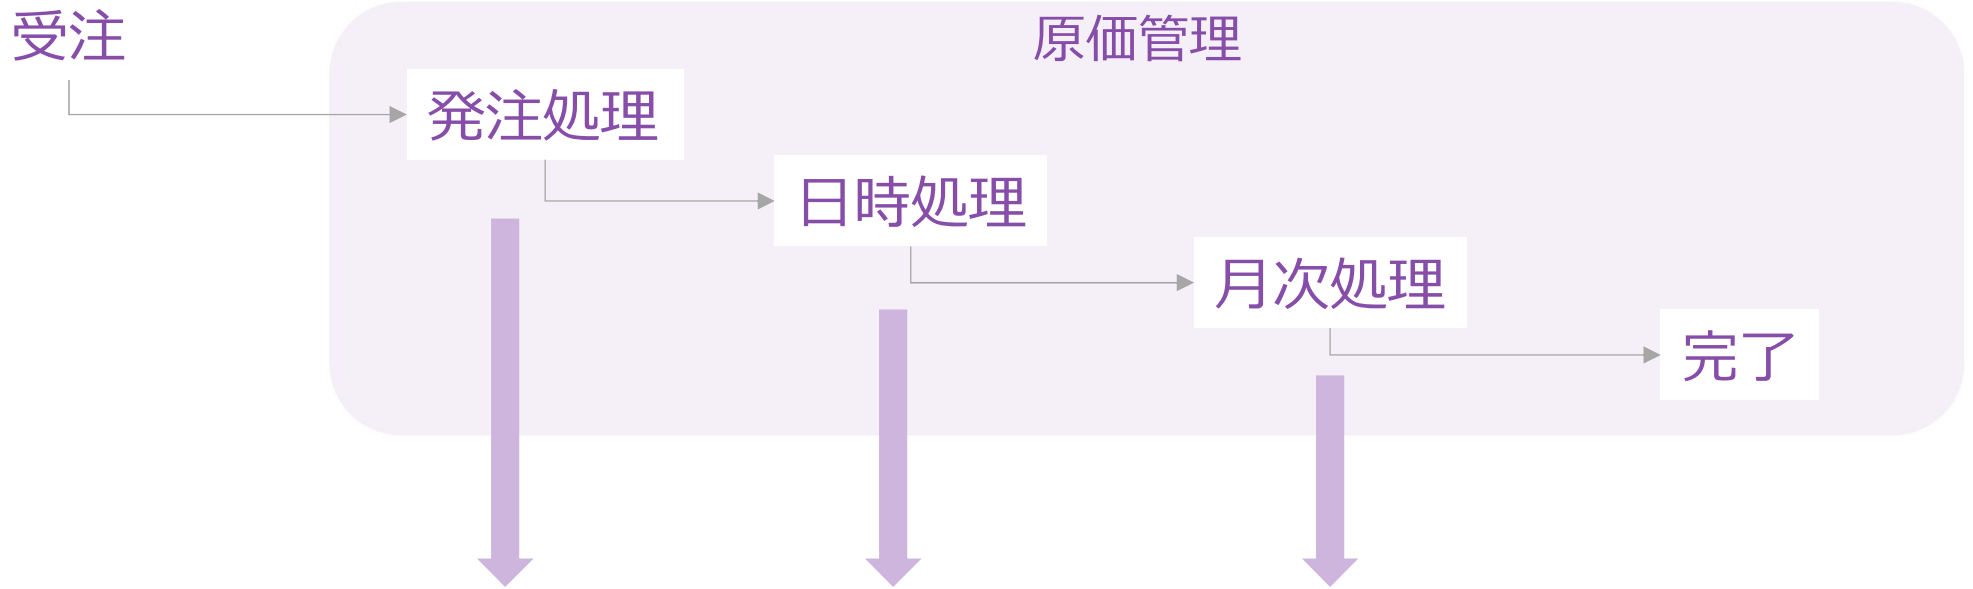 受注
原価管理
発注処理
日時処理
月次処理
完了